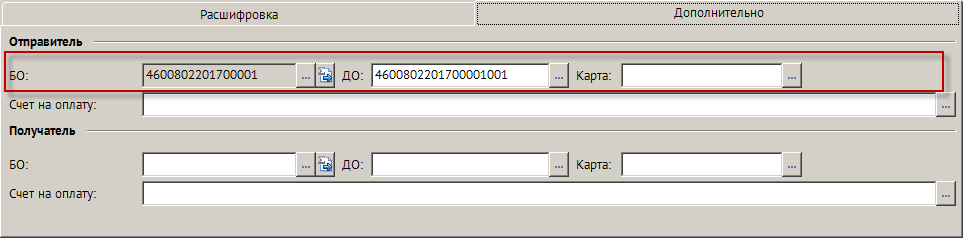 Расшифровка Дополнительно
Отправитель
БО: 4600802201700001 ... ДО: 4600802201700001001 ... Карта: ...
Счет на оплату: ...
Получатель
БО: ... ДО: ... Карта: ...
Счет на оплату: ...